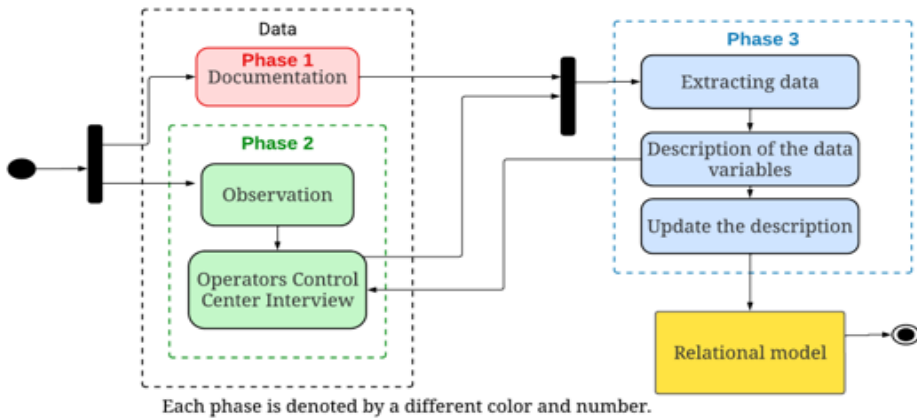 Data
Phase 1
Documentation
Phase 2
Observation
Operators Control
Center Interview
Phase 3
Extracting data
Description of the data
variables
Update the description
Relational model
Each phase is denoted by a different color and number.